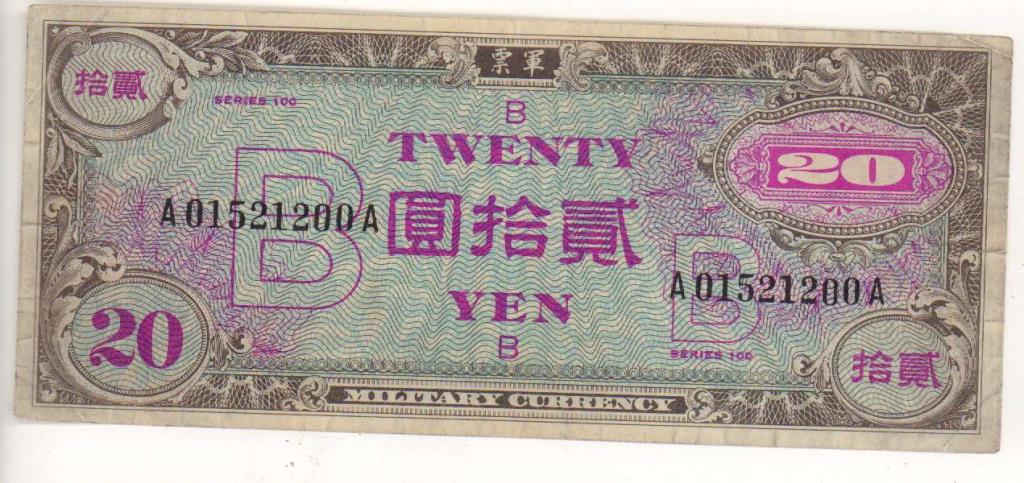 票軍
拾貳
SERIES 100
B
TWENTY
20
B
A01521200A
圓拾貳
B
A01521200A
YEN
20
B
SERIES 100
拾貳
MILITARY CURRENCY